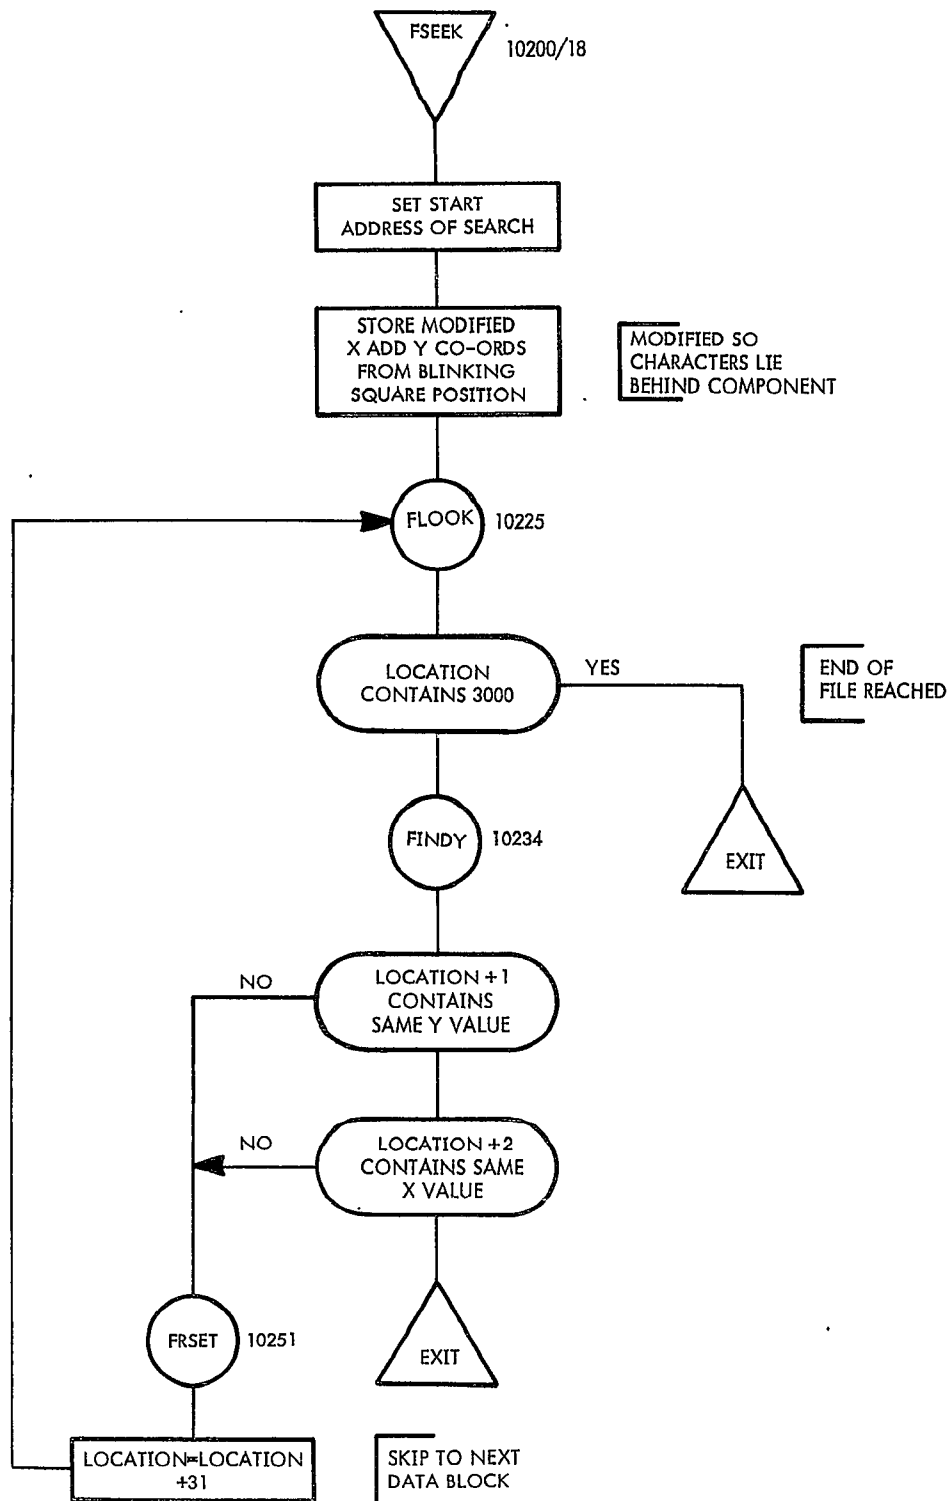 FSEEK
10200/18
SET START
ADDRESS OF SEARCH
STORE MODIFIED
X ADD Y CO-ORDS
FROM BLINKING
SQUARE POSITION
MODIFIED SO
CHARACTERS LIE
BEHIND COMPONENT
FLOOK
10225
LOCATION
CONTAINS 3000
YES
END OF
FILE REACHED
EXIT
FINDY
10234
LOCATION +1
CONTAINS
SAME Y VALUE
NO
LOCATION +2
CONTAINS SAME
X VALUE
NO
EXIT
FRSET
10251
LOCATION=LOCATION
+31
SKIP TO NEXT
DATA BLOCK